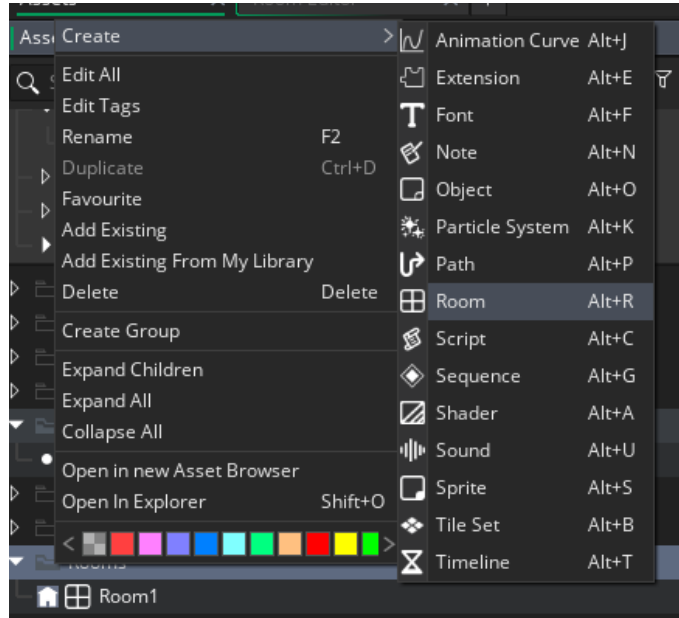 Create
Edit All
Edit Tags
Rename F2
Duplicate Ctrl+D
Favourite
Add Existing
Add Existing From My Library
Delete Delete
Create Group
Expand Children
Expand All
Collapse All
Open in new Asset Browser
Open In Explorer Shift+O
Animation Curve Alt+J
Extension Alt+E
Font Alt+F
Note Alt+N
Object Alt+O
Particle System Alt+K
Path Alt+P
Room Alt+R
Script Alt+C
Sequence Alt+G
Shader Alt+A
Sound Alt+U
Sprite Alt+S
Tile Set Alt+B
Timeline Alt+T
Rooms
Room1